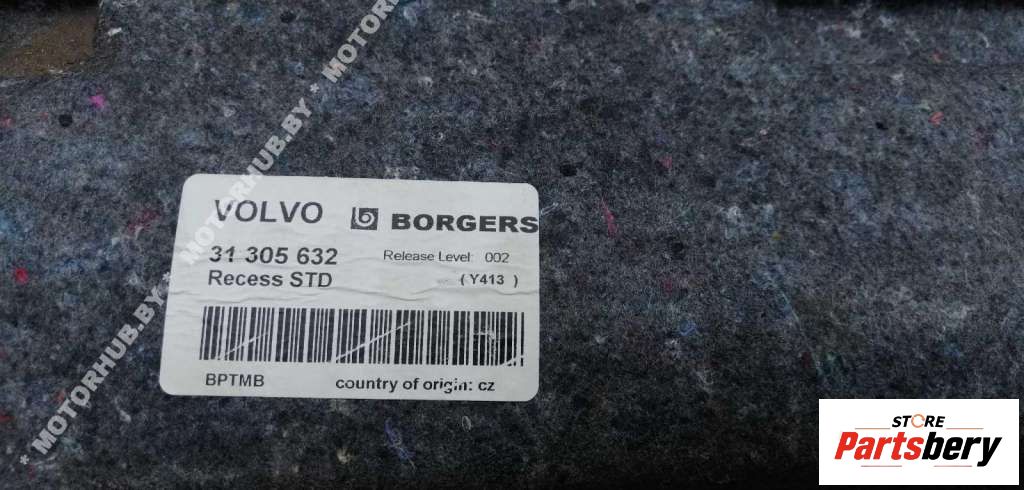 * MOTORHUB.BY * MOTORHUB.BY * MOTORHUB.BY
VOLVO BORGERS
31 305 632 Release Level: 002
Recess STD ( Y413 )
BPTMB country of origin: cz
STORE
Partsbery